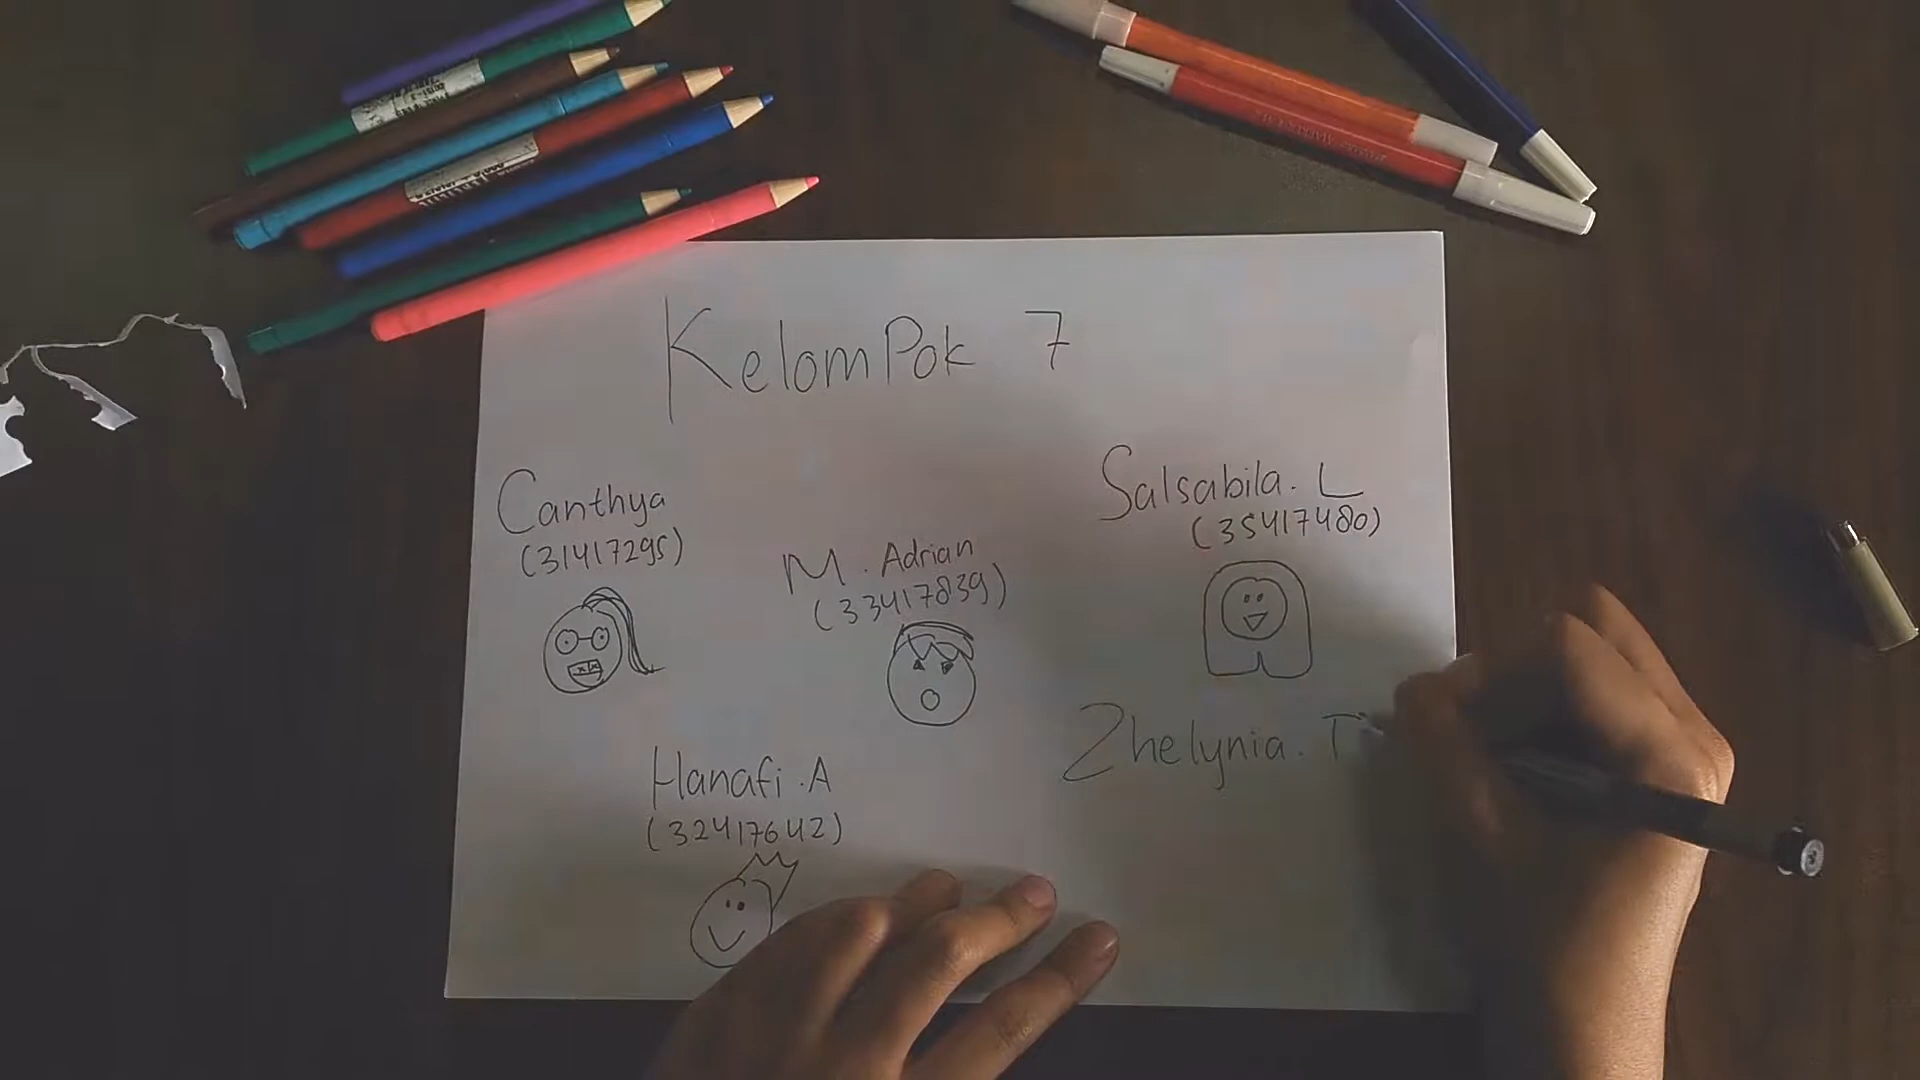 KelomPok 7
Canthya
(31417295)
M. Adrian
(33417839)
Salsabila. L
(35417480)
Hanafi.A
(32417642)
Zhelynia. T